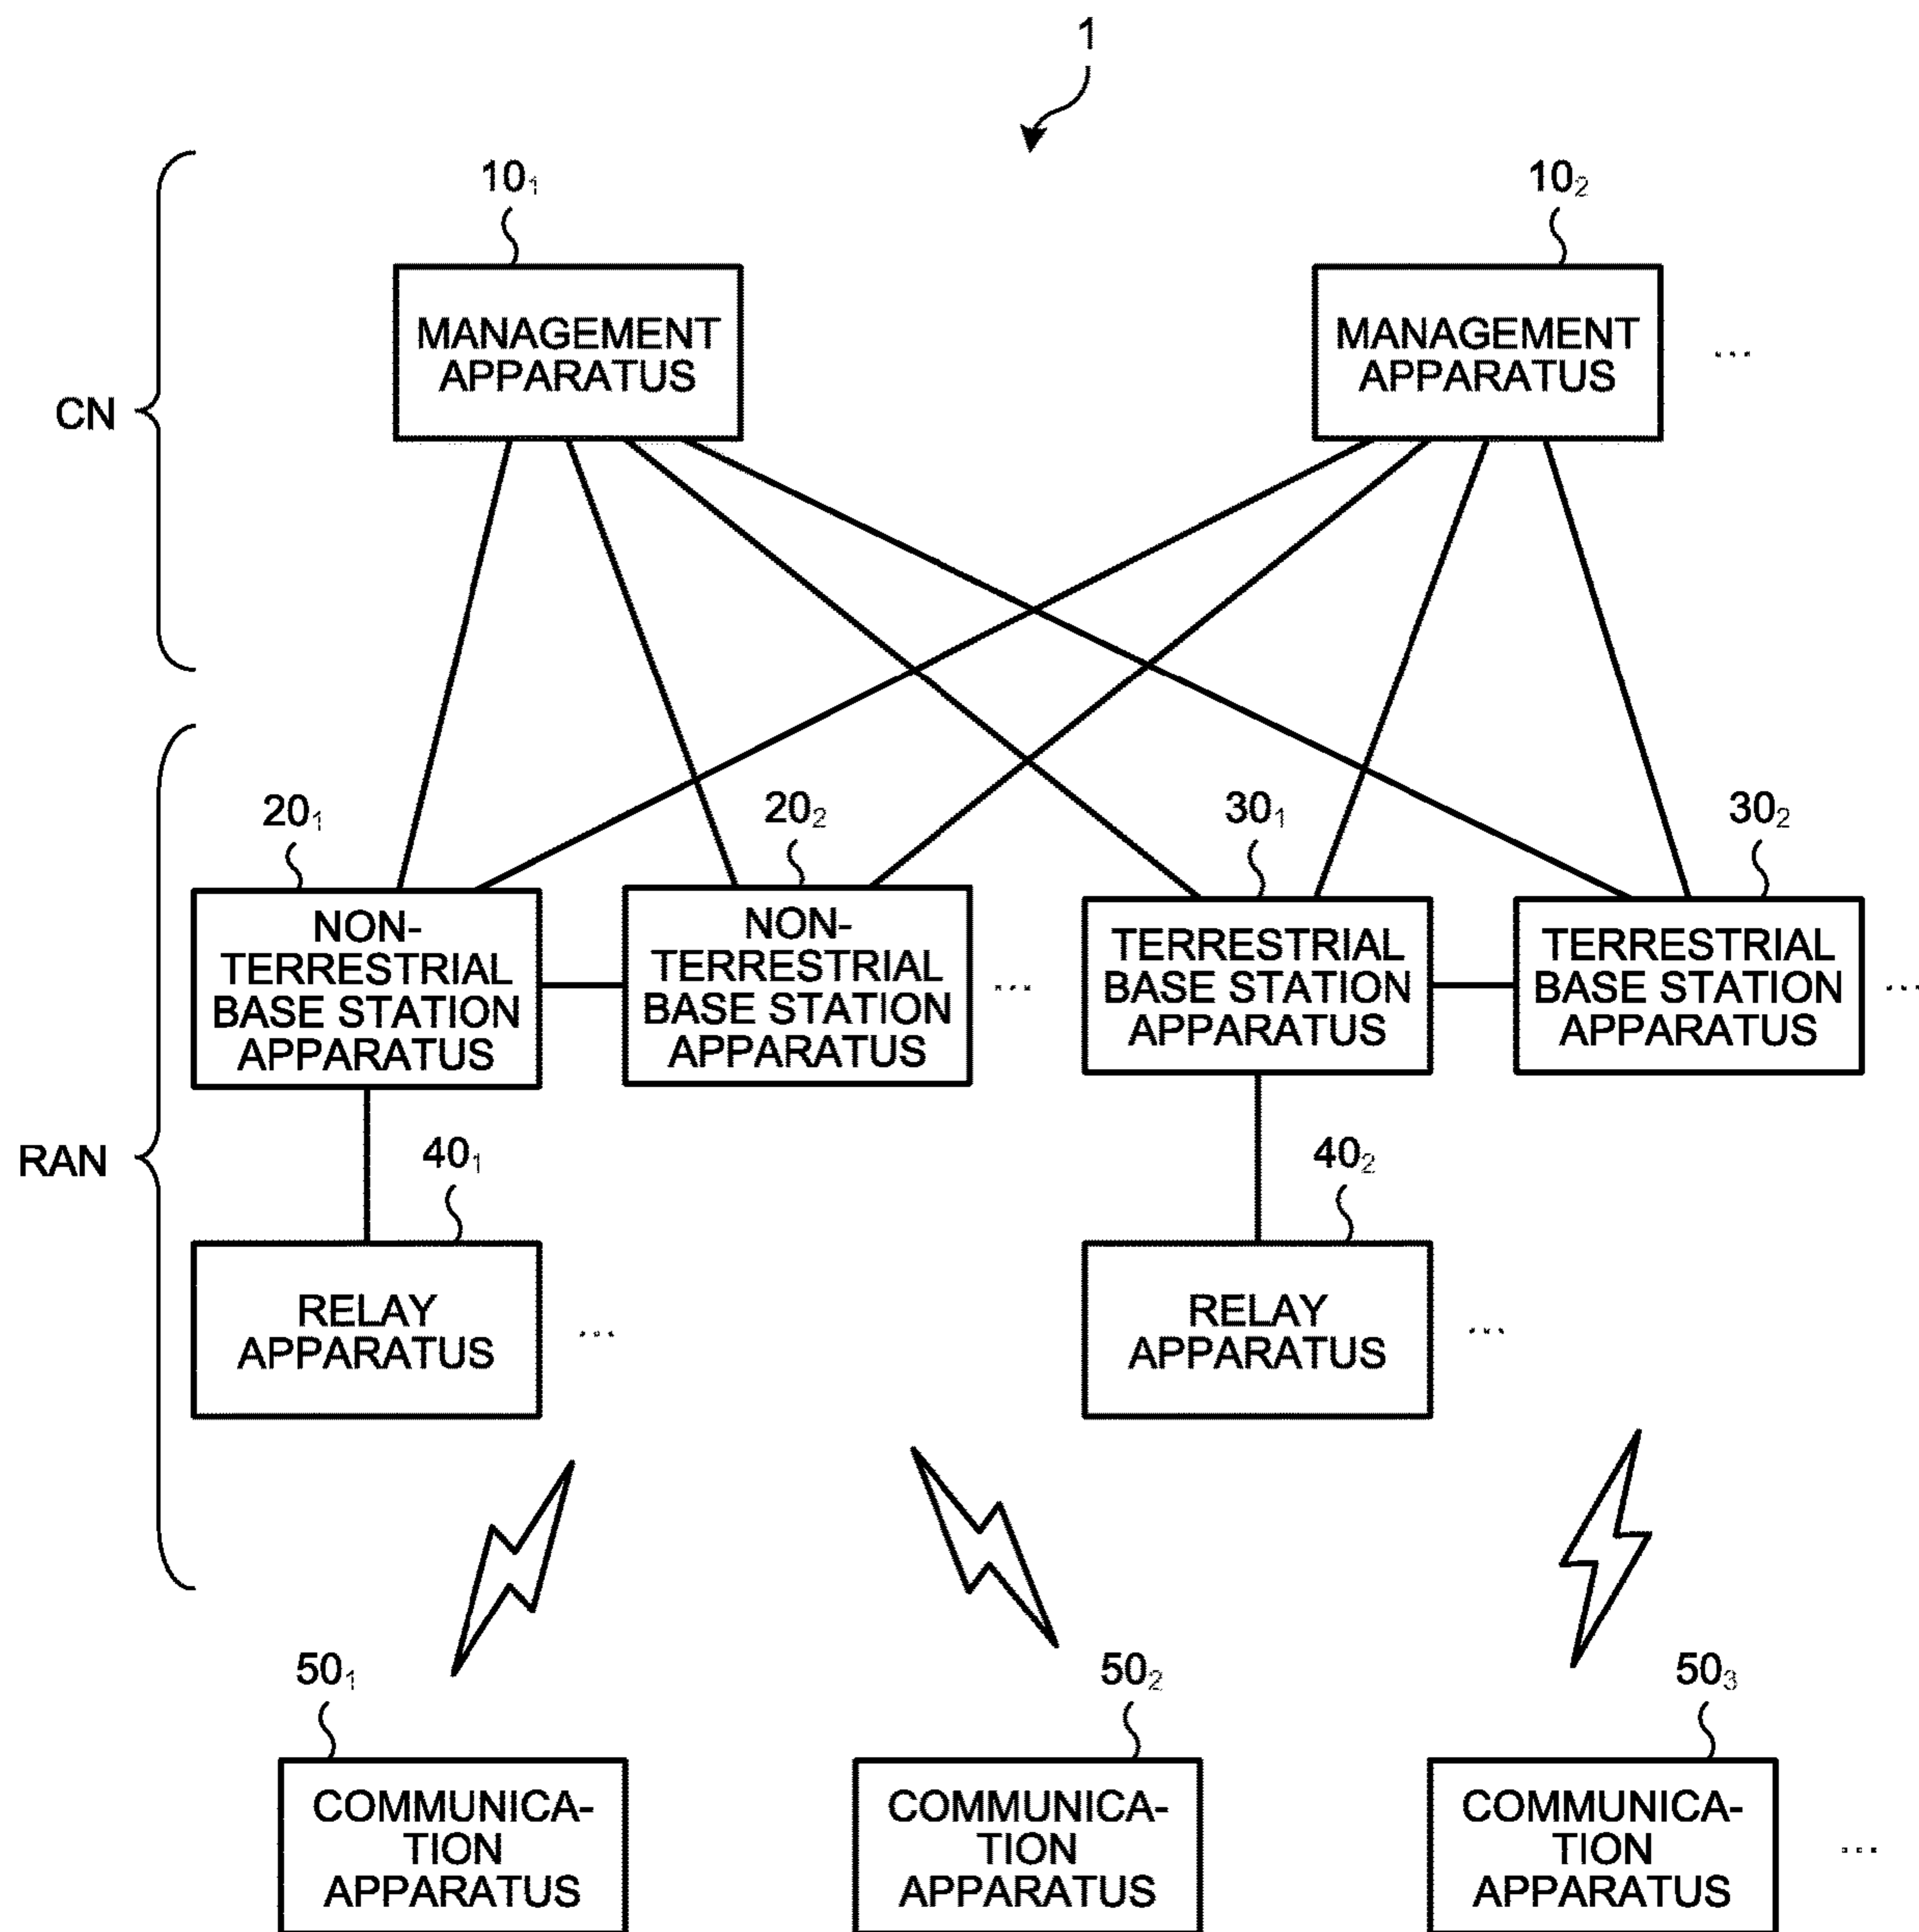 1
10₁
10₂
MANAGEMENT
APPARATUS
MANAGEMENT
APPARATUS
...
CN
20₁
20₂
30₁
30₂
NON-
TERRESTRIAL
BASE STATION
APPARATUS
NON-
TERRESTRIAL
BASE STATION
APPARATUS
...
TERRESTRIAL
BASE STATION
APPARATUS
TERRESTRIAL
BASE STATION
APPARATUS
...
RAN
40₁
40₂
RELAY
APPARATUS
...
RELAY
APPARATUS
...
50₁
50₂
50₃
COMMUNICA-
TION
APPARATUS
COMMUNICA-
TION
APPARATUS
COMMUNICA-
TION
APPARATUS
...